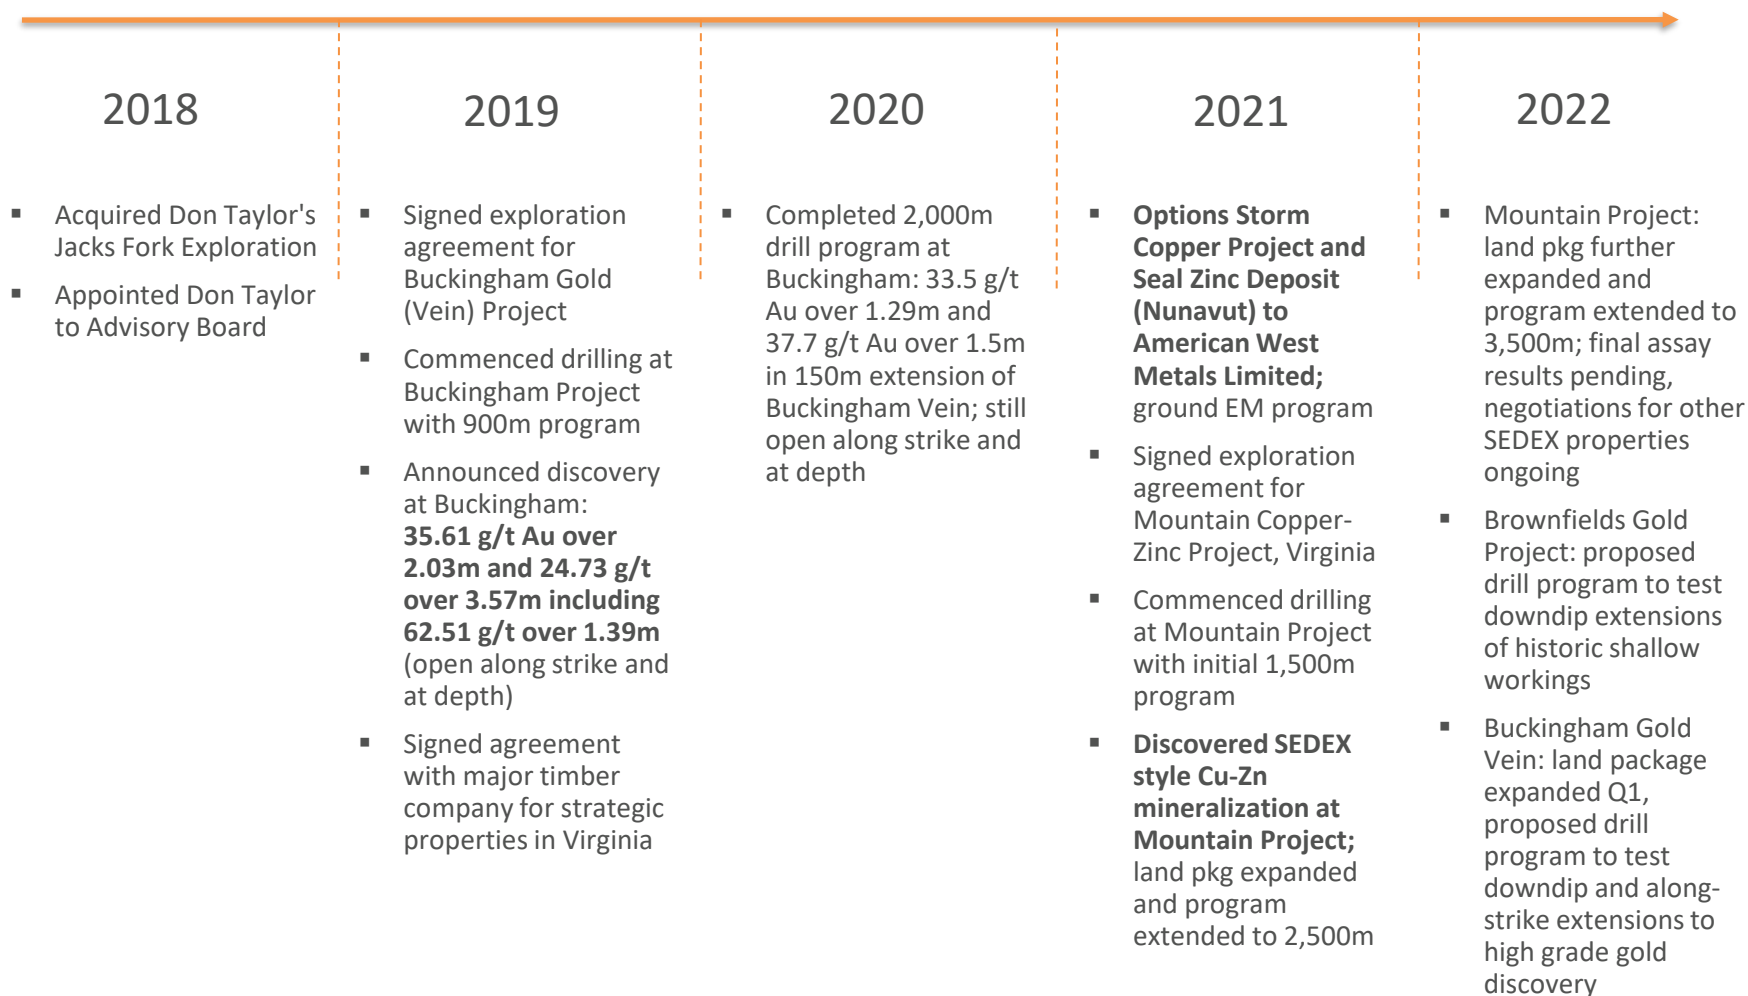 2018
▪ Acquired Don Taylor's
Jacks Fork Exploration
▪ Appointed Don Taylor
to Advisory Board
2019
▪ Signed exploration
agreement for
Buckingham Gold
(Vein) Project
▪ Commenced drilling at
Buckingham Project
with 900m program
▪ Announced discovery
at Buckingham:
35.61 g/t Au over
2.03m and 24.73 g/t
over 3.57m including
62.51 g/t over 1.39m
(open along strike and
at depth)
▪ Signed agreement
with major timber
company for strategic
properties in Virginia
2020
▪ Completed 2,000m
drill program at
Buckingham: 33.5 g/t
Au over 1.29m and
37.7 g/t Au over 1.5m
in 150m extension of
Buckingham Vein; still
open along strike and
at depth
2021
▪ Options Storm
Copper Project and
Seal Zinc Deposit
(Nunavut) to
American West
Metals Limited;
ground EM program
▪ Signed exploration
agreement for
Mountain Copper-
Zinc Project, Virginia
▪ Commenced drilling
at Mountain Project
with initial 1,500m
program
▪ Discovered SEDEX
style Cu-Zn
mineralization at
Mountain Project;
land pkg expanded
and program
extended to 2,500m
2022
▪ Mountain Project:
land pkg further
expanded and
program extended to
3,500m; final assay
results pending,
negotiations for other
SEDEX properties
ongoing
▪ Brownfields Gold
Project: proposed
drill program to test
downdip extensions
of historic shallow
workings
▪ Buckingham Gold
Vein: land package
expanded Q1,
proposed drill
program to test
downdip and along-
strike extensions to
high grade gold
discovery